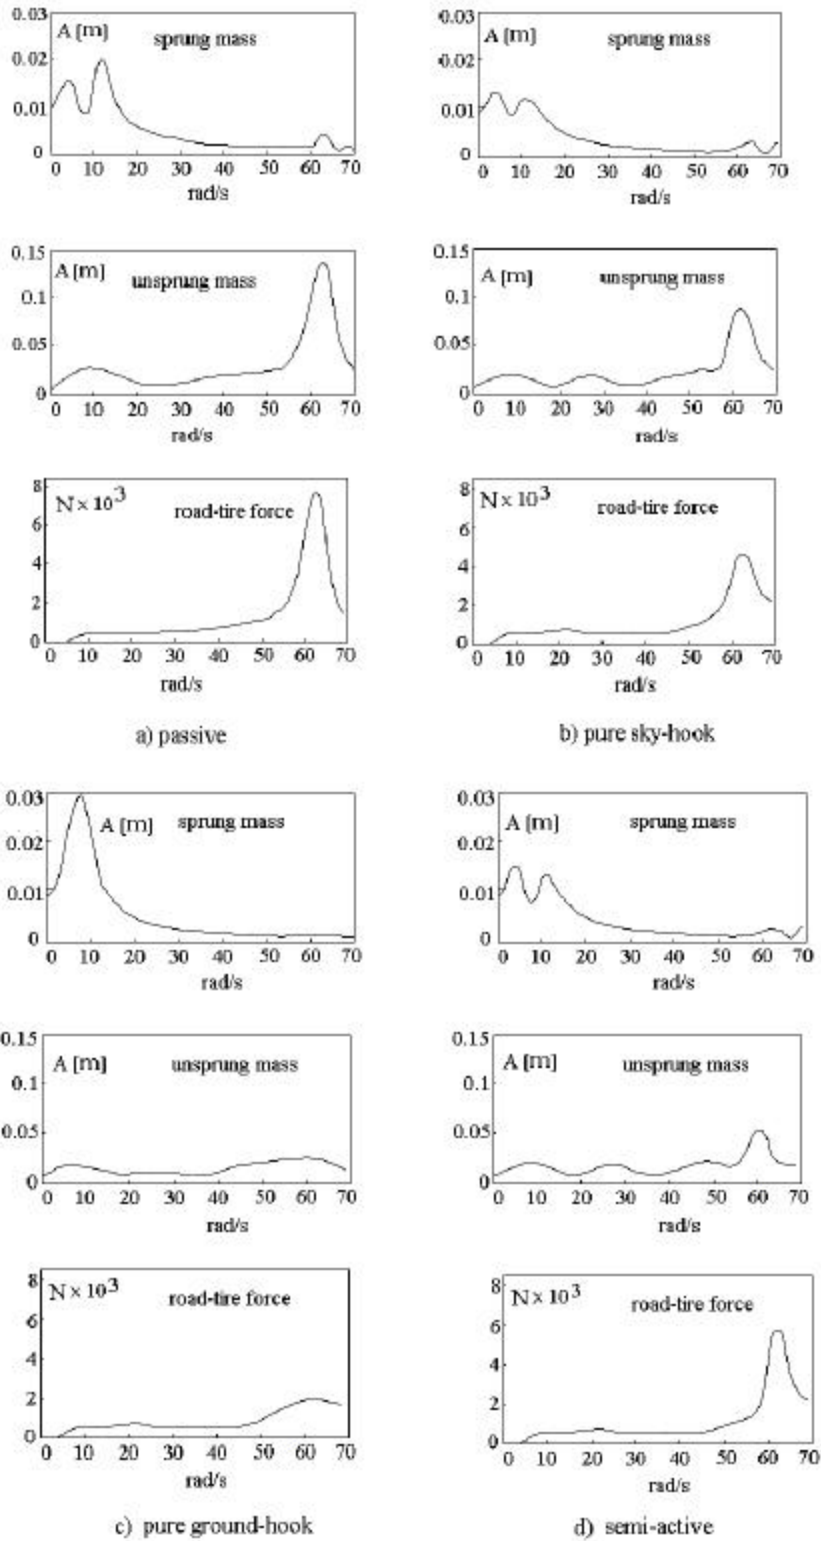 0.03
A [m]
sprung mass
0.02
0.01
0
0 10 20 30 40 50 60 70
rad/s
0.15
A [m]
unsprung mass
0.1
0.05
0
0 10 20 30 40 50 60 70
rad/s
8
N × 10³
road-tire force
6
4
2
0
0 10 20 30 40 50 60 70
rad/s
a) passive
0.03
A [m]
sprung mass
0.02
0.01
0
0 10 20 30 40 50 60 70
rad/s
0.15
A [m]
unsprung mass
0.1
0.05
0
0 10 20 30 40 50 60 70
rad/s
8
N × 10³
road-tire force
6
4
2
0
0 10 20 30 40 50 60 70
rad/s
b) pure sky-hook
0.03
A [m]
sprung mass
0.02
0.01
0
0 10 20 30 40 50 60 70
rad/s
0.15
A [m]
unsprung mass
0.1
0.05
0
0 10 20 30 40 50 60 70
rad/s
8
N × 10³
road-tire force
6
4
2
0
0 10 20 30 40 50 60 70
rad/s
c) pure ground-hook
0.03
A [m]
sprung mass
0.02
0.01
0
0 10 20 30 40 50 60 70
rad/s
0.15
A [m]
unsprung mass
0.1
0.05
0
0 10 20 30 40 50 60 70
rad/s
8
N × 10³
road-tire force
6
4
2
0
0 10 20 30 40 50 60 70
rad/s
d) semi-active